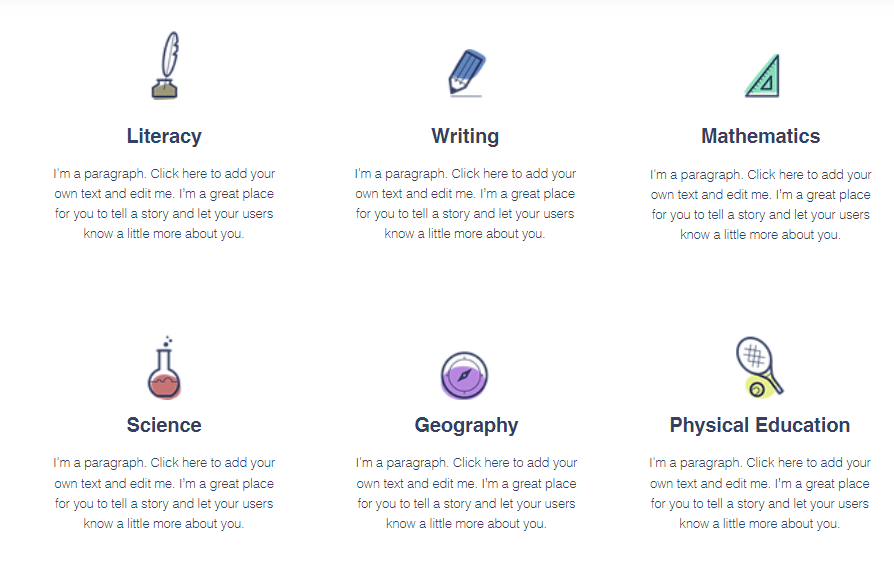 Literacy
I'm a paragraph. Click here to add your
own text and edit me. I'm a great place
for you to tell a story and let your users
know a little more about you.
Writing
I'm a paragraph. Click here to add your
own text and edit me. I'm a great place
for you to tell a story and let your users
know a little more about you.
Mathematics
I'm a paragraph. Click here to add your
own text and edit me. I'm a great place
for you to tell a story and let your users
know a little more about you.
Science
I'm a paragraph. Click here to add your
own text and edit me. I'm a great place
for you to tell a story and let your users
know a little more about you.
Geography
I'm a paragraph. Click here to add your
own text and edit me. I'm a great place
for you to tell a story and let your users
know a little more about you.
Physical Education
I'm a paragraph. Click here to add your
own text and edit me. I'm a great place
for you to tell a story and let your users
know a little more about you.